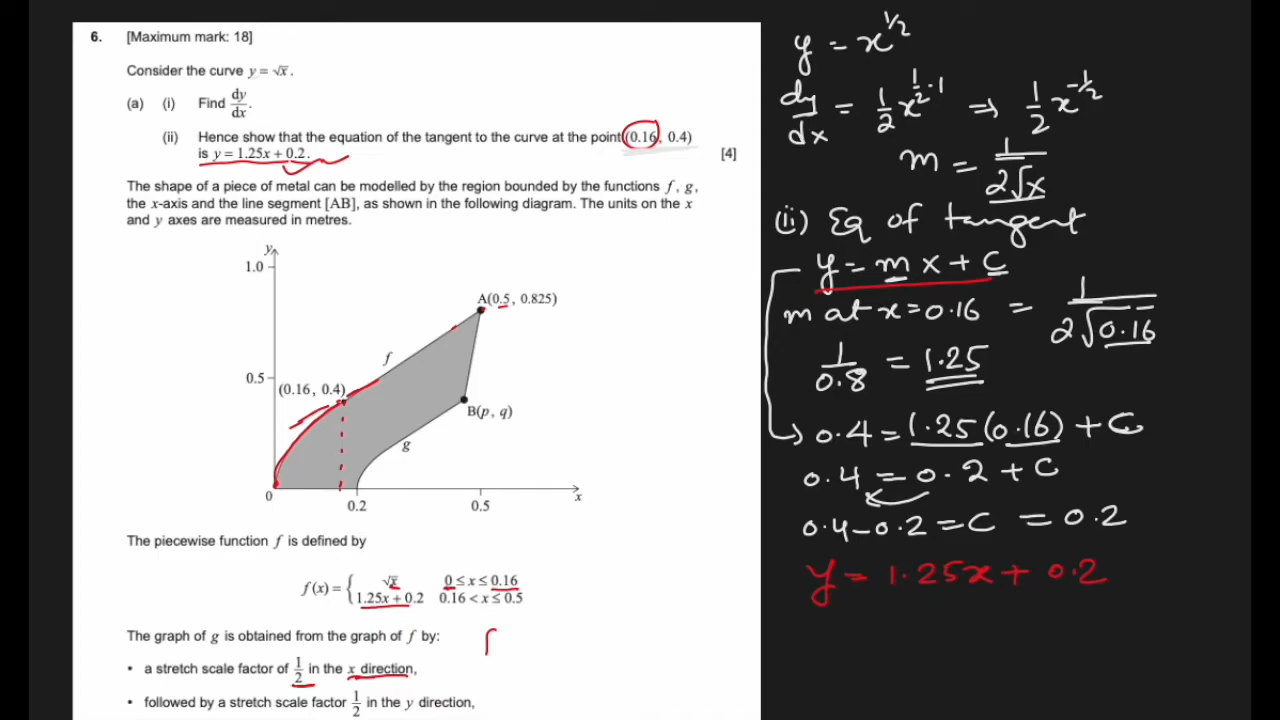 6. [Maximum mark: 18]
Consider the curve y = √x.
(a) (i) Find dy/dx.
(ii) Hence show that the equation of the tangent to the curve at the point (0.16, 0.4)
is y = 1.25x + 0.2. [4]
The shape of a piece of metal can be modelled by the region bounded by the functions f, g,
the x-axis and the line segment [AB], as shown in the following diagram. The units on the x
and y axes are measured in metres.
y
1.0
A(0.5, 0.825)
f
0.5
(0.16, 0.4)
B(p, q)
g
0 0.2 0.5 x
The piecewise function f is defined by
f(x) = { √x 0 ≤ x ≤ 0.16
1.25x + 0.2 0.16 < x ≤ 0.5
The graph of g is obtained from the graph of f by:
• a stretch scale factor of 1/2 in the x direction,
• followed by a stretch scale factor 1/2 in the y direction,
y = x^1/2
dy/dx = 1/2 x^(1/2 - 1) ⇒ 1/2 x^-1/2
m = 1/(2√x)
(ii) Eq of tangent
y = mx + c
m at x = 0.16 = 1/(2√0.16)
1/0.8 = 1.25
0.4 = 1.25(0.16) + C
0.4 = 0.2 + C
0.4 - 0.2 = C = 0.2
y = 1.25x + 0.2